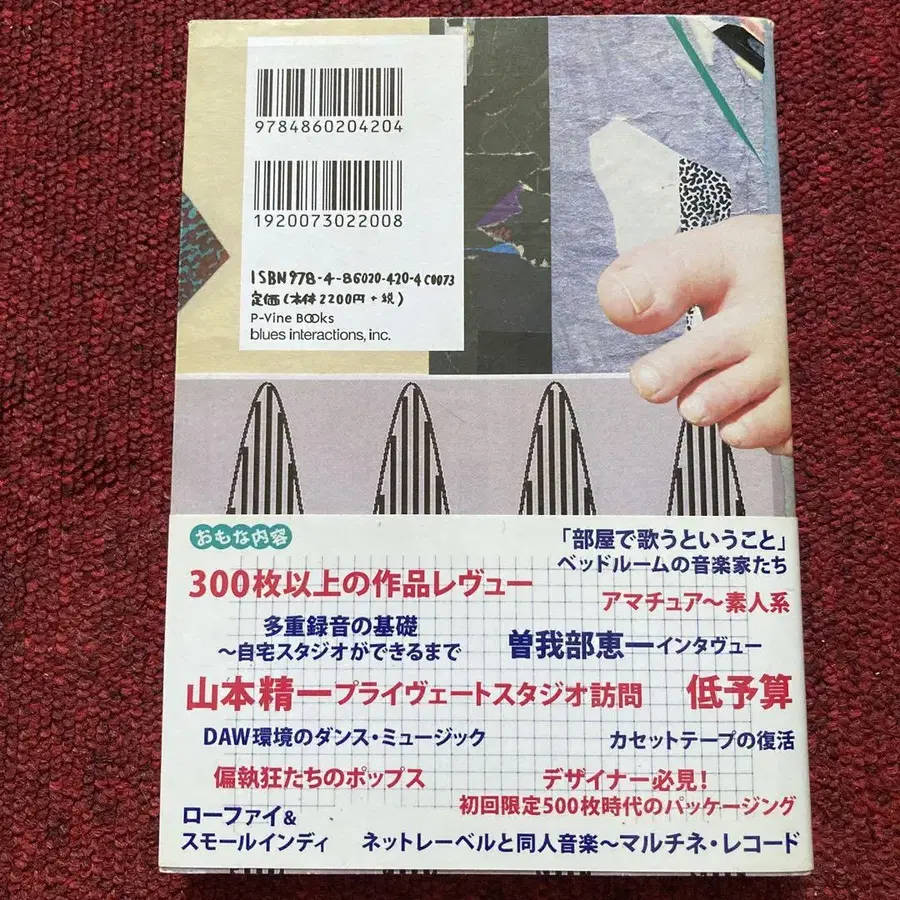 9784860204204
1920073022008
ISBN978-4-86020-420-4 C0073
定価(本体2200円+税)
P-Vine BOOks
blues interactions, inc.
おもな内容
「部屋で歌うということ」
ベッドルームの音楽家たち
300枚以上の作品レヴュー
アマチュア〜素人系
多重録音の基礎
〜自宅スタジオができるまで
曽我部恵一インタヴュー
山本精一プライヴェートスタジオ訪問
低予算
DAW環境のダンス・ミュージック
カセットテープの復活
偏執狂たちのポップス
デザイナー必見!
初回限定500枚時代のパッケージング
ローファイ&
スモールインディ
ネットレーベルと同人音楽〜マルチネ・レコード